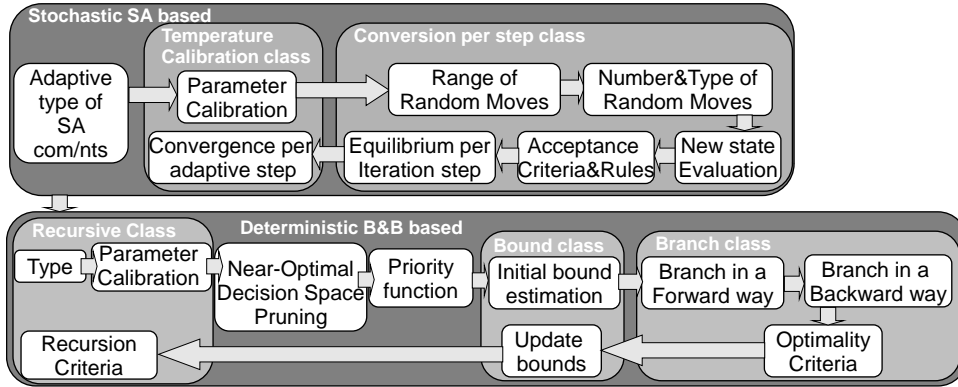 Stochastic SA based
Temperature
Calibration class
Conversion per step class
Adaptive
type of
SA
com/nts
Parameter
Calibration
Range of
Random Moves
Number&Type of
Random Moves
Convergence per
adaptive step
Equilibrium per
Iteration step
Acceptance
Criteria&Rules
New state
Evaluation
Recursive Class
Deterministic B&B based
Bound class
Branch class
Type
Parameter
Calibration
Near-Optimal
Decision Space
Pruning
Priority
function
Initial bound
estimation
Branch in a
Forward way
Branch in a
Backward way
Recursion
Criteria
Update
bounds
Optimality
Criteria